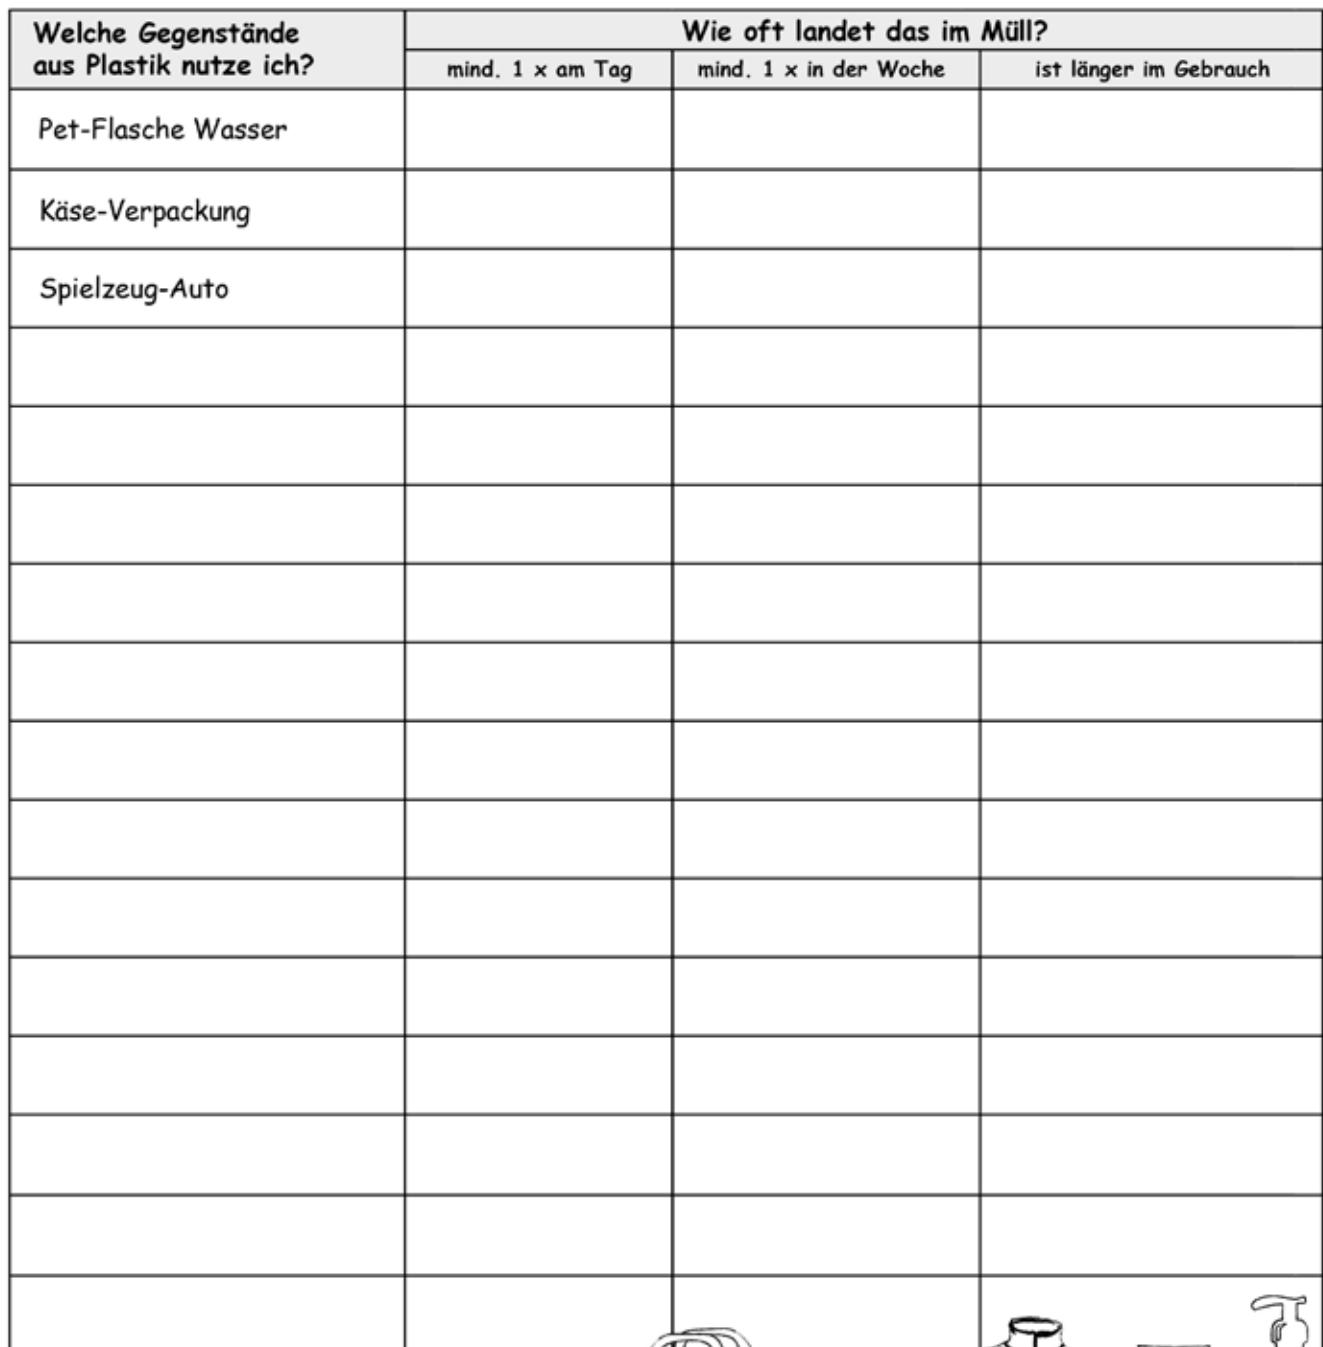 Welche Gegenstände
aus Plastik nutze ich?
Wie oft landet das im Müll?
mind. 1 x am Tag
mind. 1 x in der Woche
ist länger im Gebrauch
Pet-Flasche Wasser
Käse-Verpackung
Spielzeug-Auto